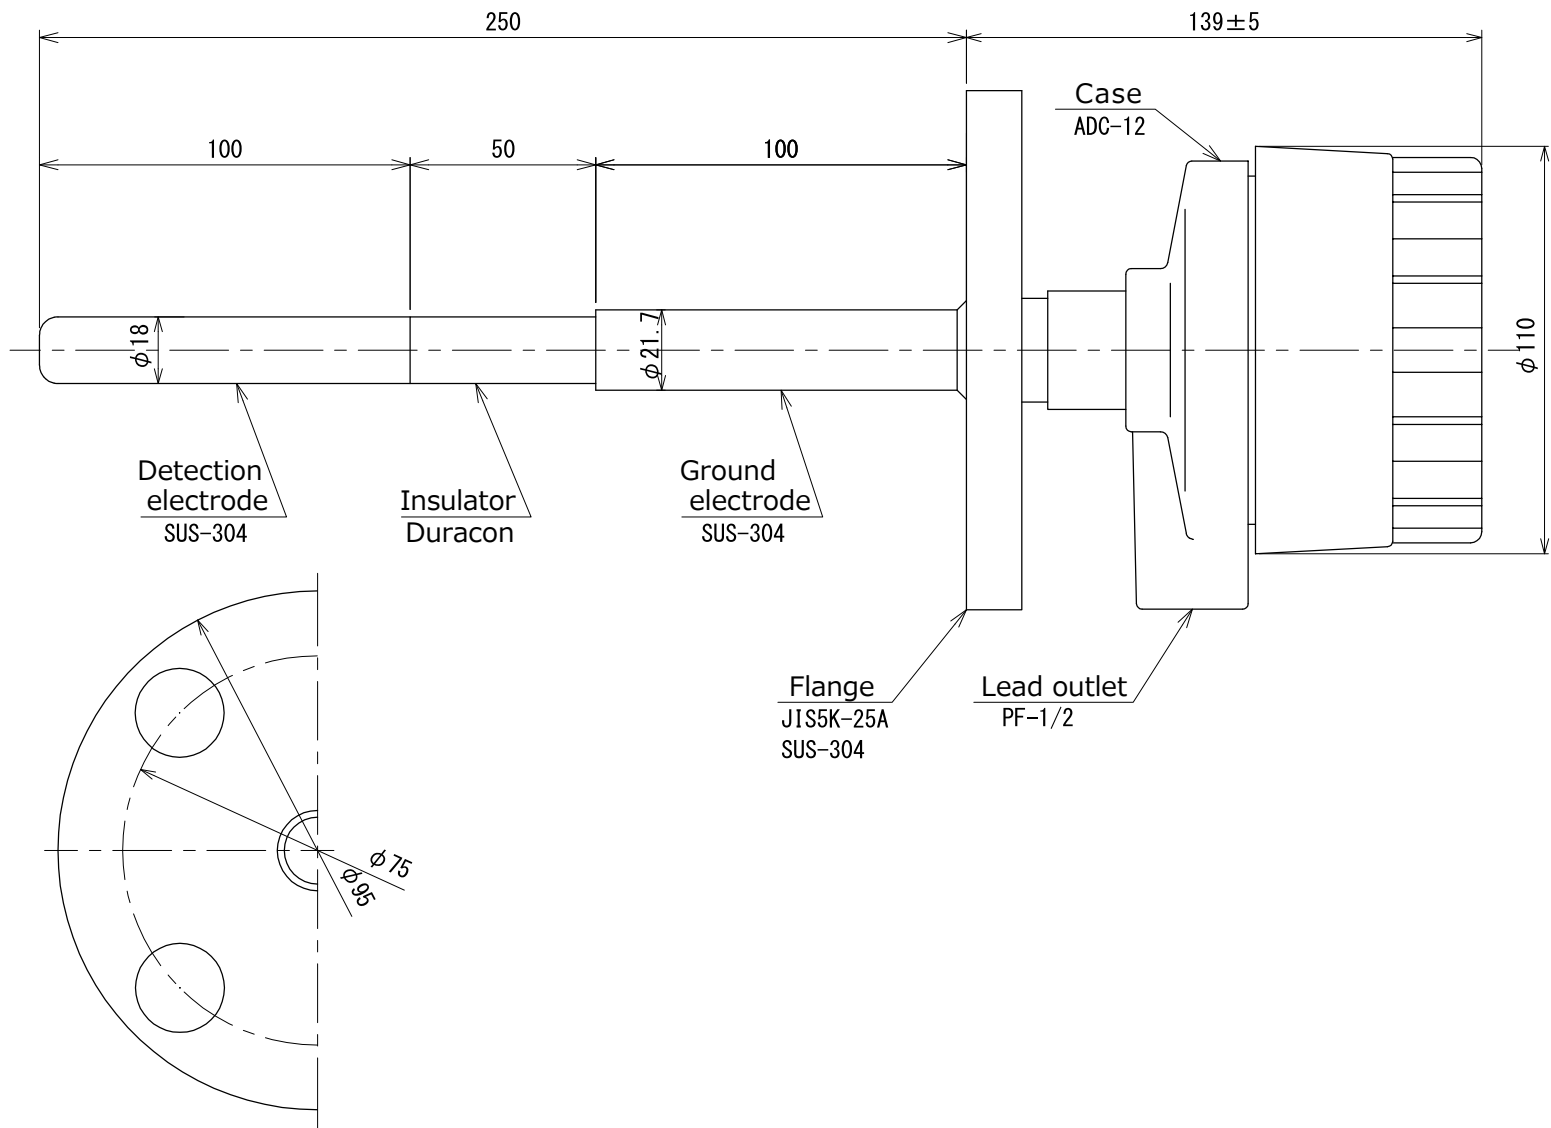 250
139±5
Case
ADC-12
100
50
100
φ18
φ21.7
φ110
Detection
electrode
SUS-304
Insulator
Duracon
Ground
electrode
SUS-304
Flange
JIS5K-25A
SUS-304
Lead outlet
PF-1/2
φ75
φ95